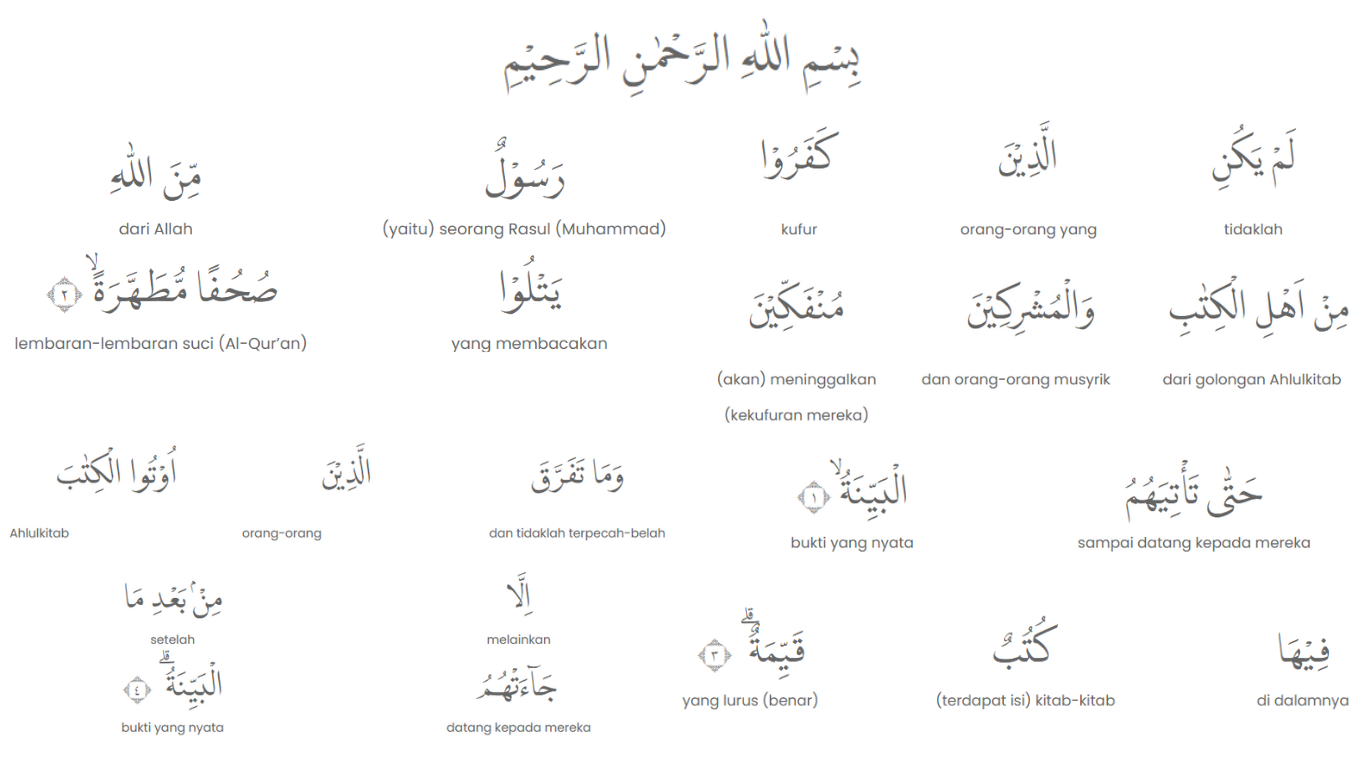 بِسْمِ اللّٰهِ الرَّحْمٰنِ الرَّحِيْمِ
لَمْ يَكُنِ الَّذِيْنَ كَفَرُوْا
tidaklah orang-orang yang kufur
مِنْ اَهْلِ الْكِتٰبِ وَالْمُشْرِكِيْنَ مُنْفَكِّيْنَ
dari golongan Ahlulkitab dan orang-orang musyrik (akan) meninggalkan
(kekufuran mereka)
حَتّٰى تَأْتِيَهُمُ الْبَيِّنَةُۙ ١
sampai datang kepada mereka bukti yang nyata
رَسُوْلٌ مِّنَ اللّٰهِ
(yaitu) seorang Rasul (Muhammad) dari Allah
يَتْلُوْا صُحُفًا مُّطَهَّرَةًۙ ٢
yang membacakan lembaran-lembaran suci (Al-Qur’an)
فِيْهَا كُتُبٌ قَيِّمَةٌۗ ٣
di dalamnya (terdapat isi) kitab-kitab yang lurus (benar)
وَمَا تَفَرَّقَ الَّذِيْنَ اُوْتُوا الْكِتٰبَ
dan tidaklah terpecah-belah orang-orang Ahlulkitab
اِلَّا مِنْۢ بَعْدِ مَا
melainkan setelah
جَاۤءَتْهُمُ الْبَيِّنَةُۗ ٤
datang kepada mereka bukti yang nyata